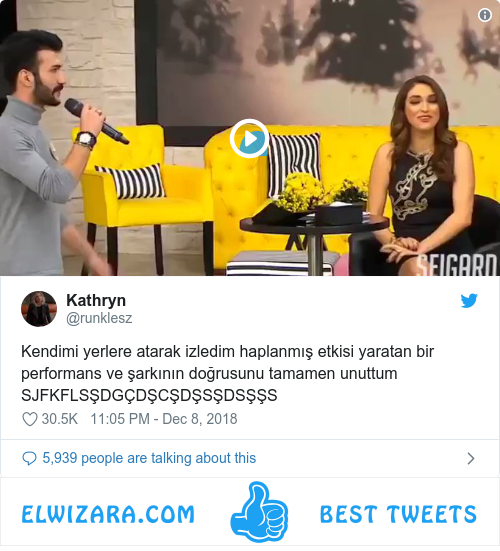 SEIGARD
Kathryn
@runklesz
Kendimi yerlere atarak izledim haplanmış etkisi yaratan bir
performans ve şarkının doğrusunu tamamen unuttum
SJFKFLSŞDGÇDŞCŞDŞSŞDSŞŞS
30.5K 11:05 PM - Dec 8, 2018
5,939 people are talking about this
ELWIZARA.COM
BEST TWEETS